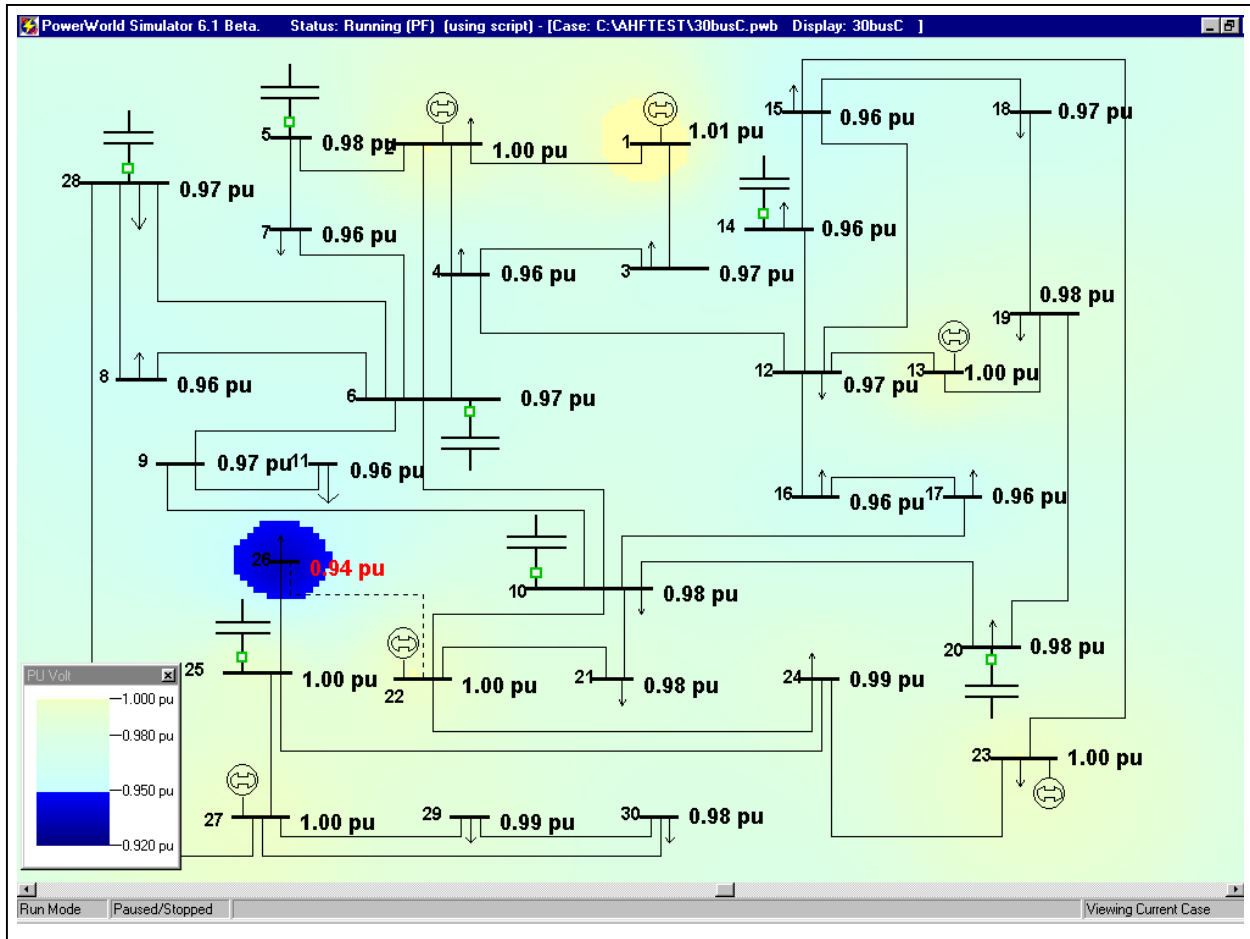 PowerWorld Simulator 6.1 Beta. Status: Running (PF) (using script) - [Case: C:\AHFTEST\30busC.pwb Display: 30busC ]
5 0.98 pu
2 1.00 pu
1 1.01 pu
15 0.96 pu
18 0.97 pu
28 0.97 pu
7 0.96 pu
14 0.96 pu
4 0.96 pu
3 0.97 pu
19 0.98 pu
8 0.96 pu
6 0.97 pu
12 0.97 pu
13 1.00 pu
9 0.97 pu
11 0.96 pu
16 0.96 pu
17 0.96 pu
26 0.94 pu
10 0.98 pu
25 1.00 pu
22 1.00 pu
21 0.98 pu
24 0.99 pu
20 0.98 pu
23 1.00 pu
PU Volt
1.000 pu
0.980 pu
0.950 pu
0.920 pu
27 1.00 pu
29 0.99 pu
30 0.98 pu
Run Mode Paused/Stopped Viewing Current Case